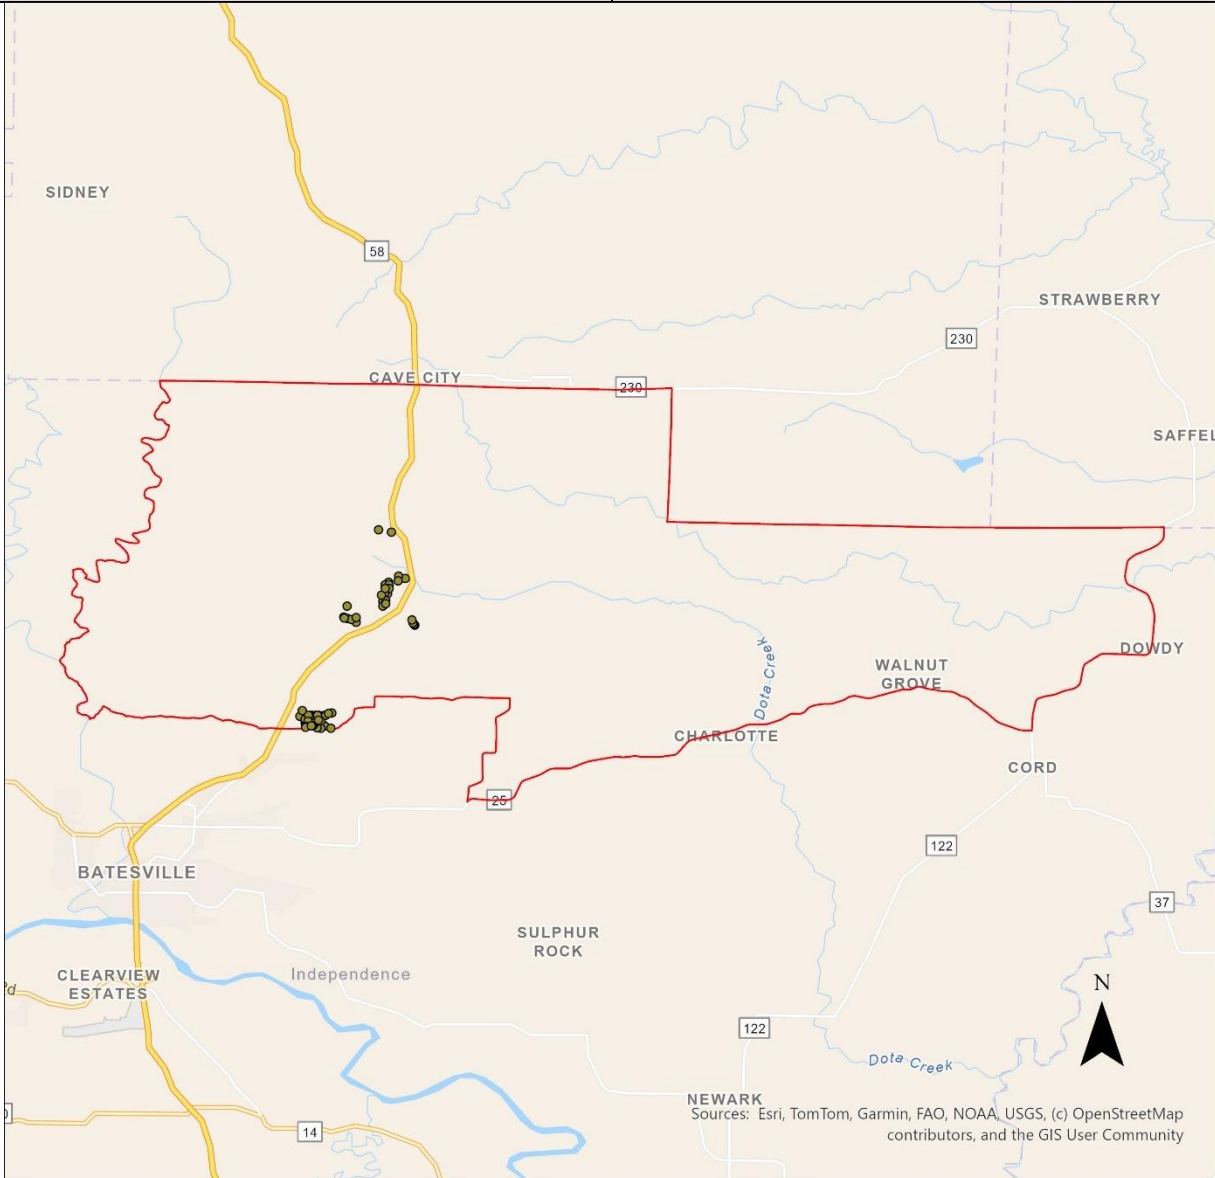 SIDNEY
58
STRAWBERRY
230
CAVE CITY
230
SAFFEL
Dota Creek
DOWDY
WALNUT
GROVE
CHARLOTTE
CORD
25
122
BATESVILLE
37
SULPHUR
ROCK
Independence
CLEARVIEW
ESTATES
N
122
Dota Creek
NEWARK
Sources: Esri, TomTom, Garmin, FAO, NOAA, USGS, (c) OpenStreetMap
contributors, and the GIS User Community
14